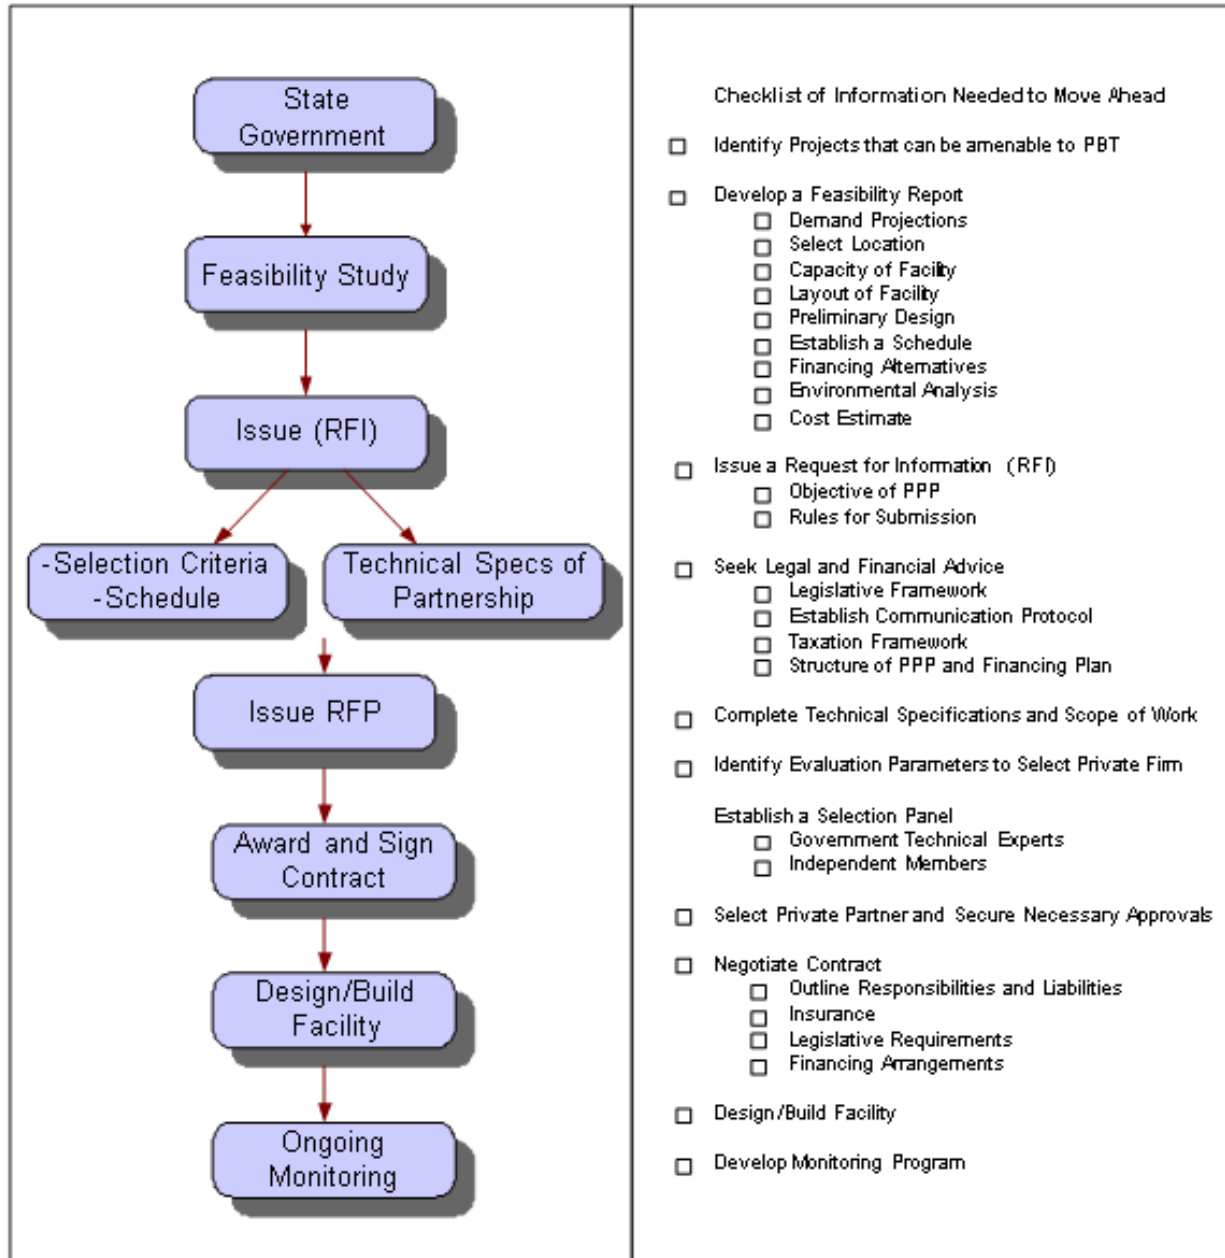 State
Government
Feasibility Study
Issue (RFI)
-Selection Criteria
-Schedule
Technical Specs of
Partnership
Issue RFP
Award and Sign
Contract
Design/Build
Facility
Ongoing
Monitoring
Checklist of Information Needed to Move Ahead
Identify Projects that can be amenable to PBT
Develop a Feasibility Report
Demand Projections
Select Location
Capacity of Facility
Layout of Facility
Preliminary Design
Establish a Schedule
Financing Alternatives
Environmental Analysis
Cost Estimate
Issue a Request for Information (RFI)
Objective of PPP
Rules for Submission
Seek Legal and Financial Advice
Legislative Framework
Establish Communication Protocol
Taxation Framework
Structure of PPP and Financing Plan
Complete Technical Specifications and Scope of Work
Identify Evaluation Parameters to Select Private Firm
Establish a Selection Panel
Government Technical Experts
Independent Members
Select Private Partner and Secure Necessary Approvals
Negotiate Contract
Outline Responsibilities and Liabilities
Insurance
Legislative Requirements
Financing Arrangements
Design/Build Facility
Develop Monitoring Program